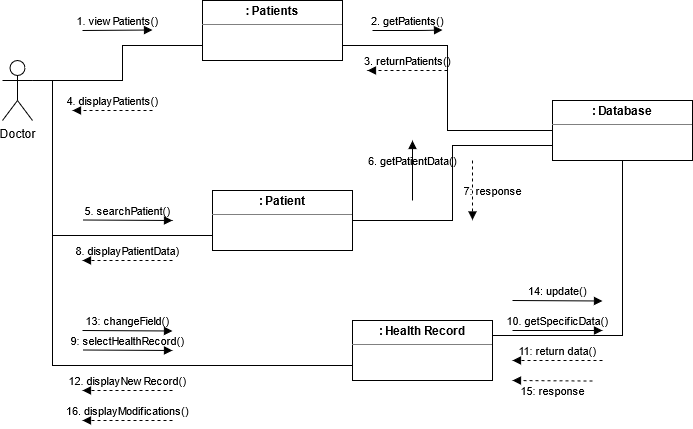 : Patients
1. view Patients()
2. getPatients()
3. returnPatients()
4. displayPatients()
Doctor
: Database
6. getPatientData()
7: response
: Patient
5. searchPatient()
8. displayPatientData)
14: update()
13: changeField()
10. getSpecificData()
: Health Record
9: selectHealthRecord()
11: return data()
12. displayNew Record()
15: response
16. displayModifications()